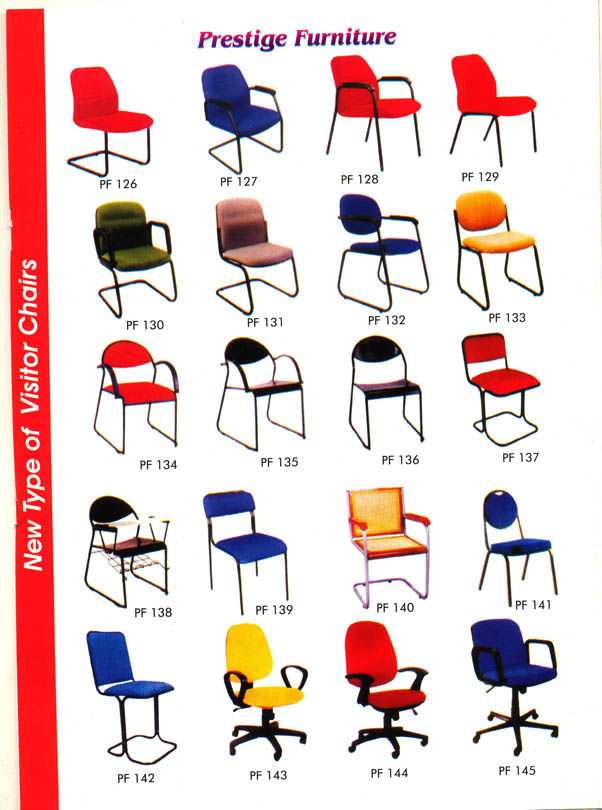 Prestige Furniture
New Type of Visitor Chairs
PF 126
PF 127
PF 128
PF 129
PF 130
PF 131
PF 132
PF 133
PF 134
PF 135
PF 136
PF 137
PF 138
PF 139
PF 140
PF 141
PF 142
PF 143
PF 144
PF 145